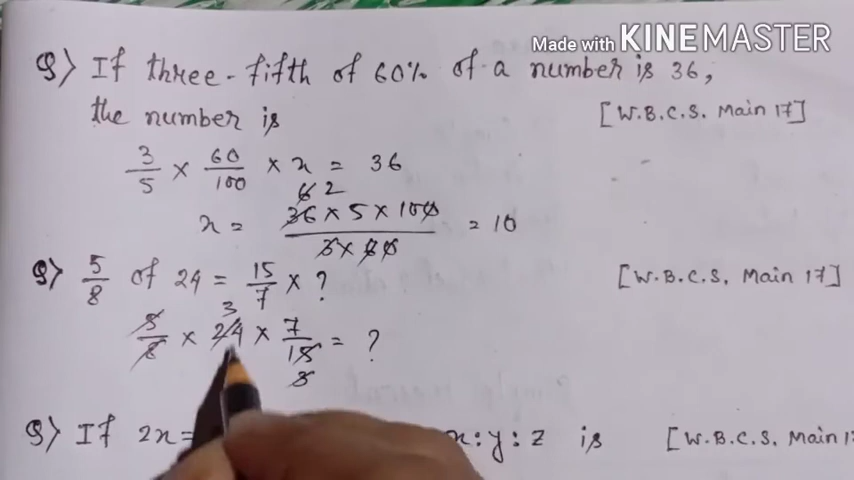 Made with KINEMASTER
Q> If three-fifth of 60% of a number is 36,
the number is [W.B.C.S. Main 17]
3/5 × 60/100 × x = 36
6 2
x = 36 × 5 × 100 / 3 × 60 = 10
Q> 5/8 of 24 = 15/7 × ? [W.B.C.S. Main 17]
3
5/8 × 24 × 7/15 = ?
3
Q> If 2x= x:y:z is [W.B.C.S. Main 1